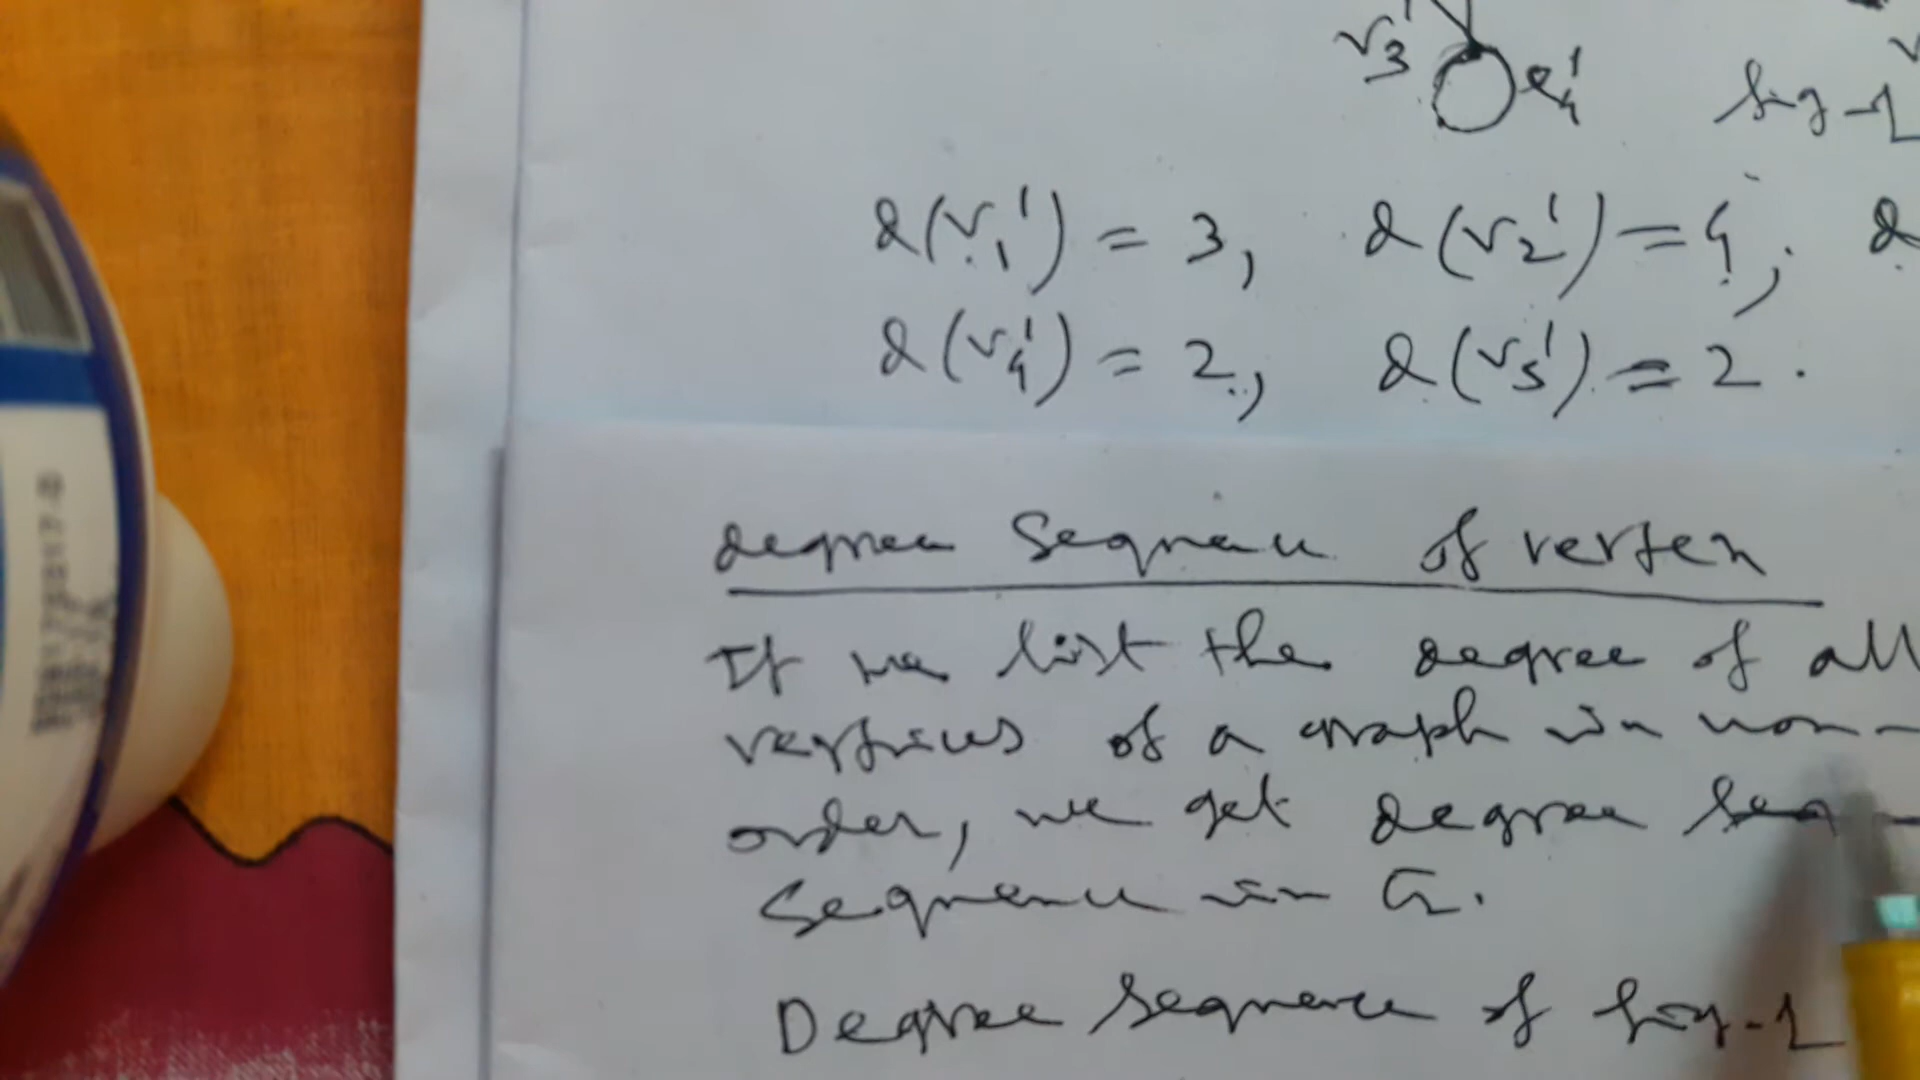 v3' e4' fig-1
d(v1') = 3, d(v2') = 4, d
d(v4') = 2, d(v5') = 2.
degree Sequence of vertex
If we list the degree of all
vertices of a graph in non-
order, we get degree seq-
Sequence in G.
Degree Sequence of fig-1